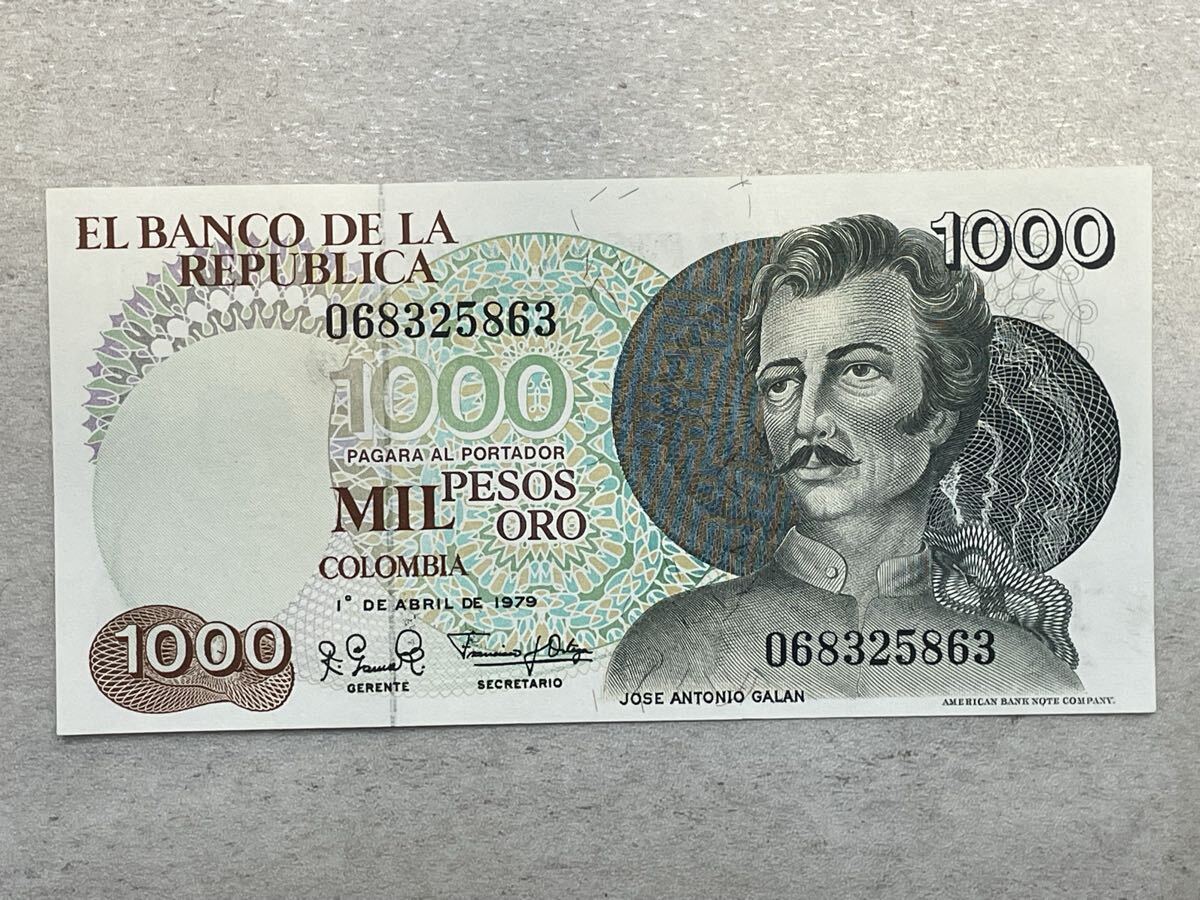 EL BANCO DE LA
REPUBLICA
1000
068325863
1000
PAGARA AL PORTADOR
MIL PESOS
ORO
COLOMBIA
1º DE ABRIL DE 1979
1000
GERENTE
SECRETARIO
068325863
JOSE ANTONIO GALAN
AMERICAN BANK NOTE COMPANY.